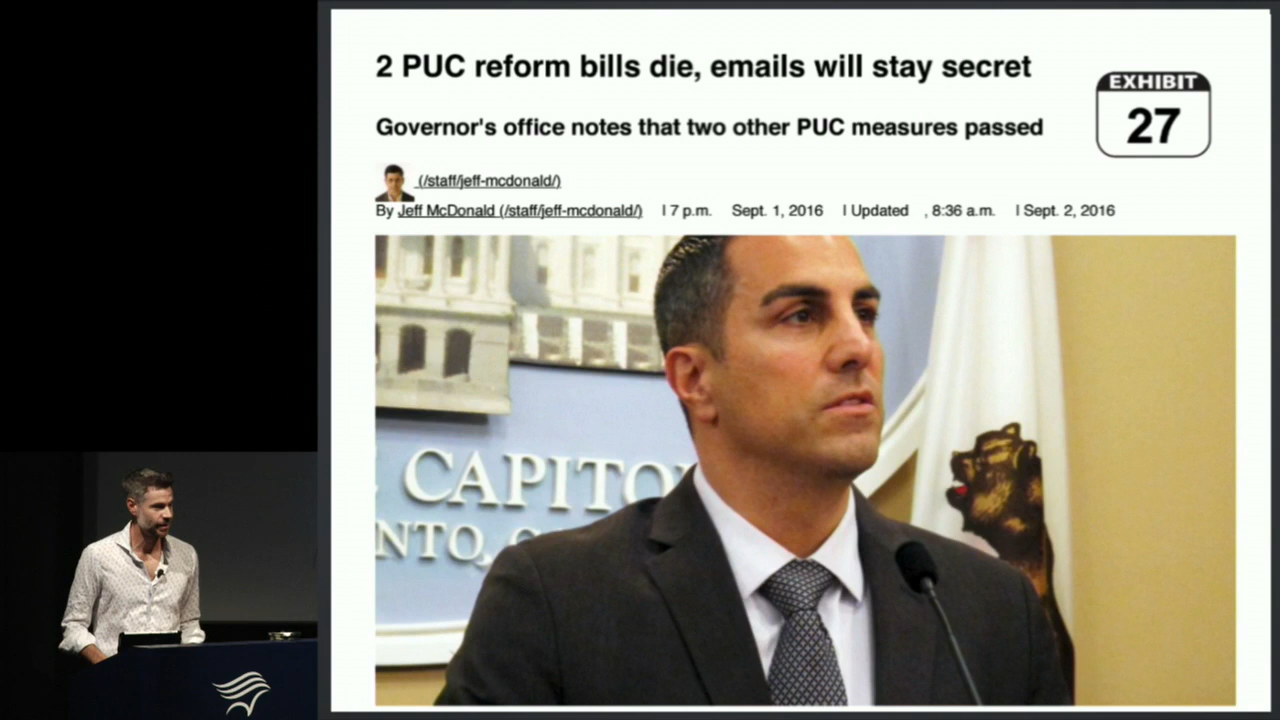 2 PUC reform bills die, emails will stay secret
EXHIBIT
27
Governor's office notes that two other PUC measures passed
(/staff/jeff-mcdonald/)
By Jeff McDonald (/staff/jeff-mcdonald/) | 7 p.m. Sept. 1, 2016 | Updated , 8:36 a.m. | Sept. 2, 2016
CAPITO
NTO, C